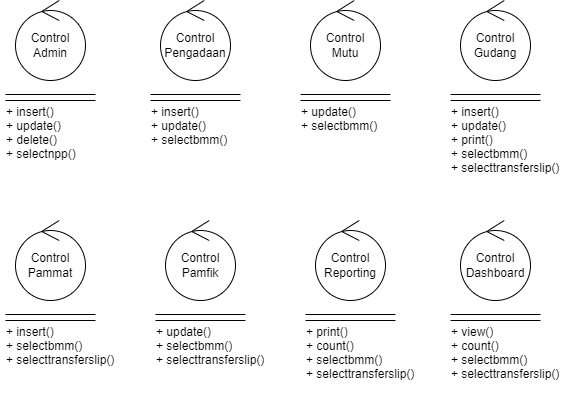 Control
Admin
+ insert()
+ update()
+ delete()
+ selectnpp()
Control
Pengadaan
+ insert()
+ update()
+ selectbmm()
Control
Mutu
+ update()
+ selectbmm()
Control
Gudang
+ insert()
+ update()
+ print()
+ selectbmm()
+ selecttransferslip()
Control
Pammat
+ insert()
+ selectbmm()
+ selecttransferslip()
Control
Pamfik
+ update()
+ selectbmm()
+ selecttransferslip()
Control
Reporting
+ print()
+ count()
+ selectbmm()
+ selecttransferslip()
Control
Dashboard
+ view()
+ count()
+ selectbmm()
+ selecttransferslip()